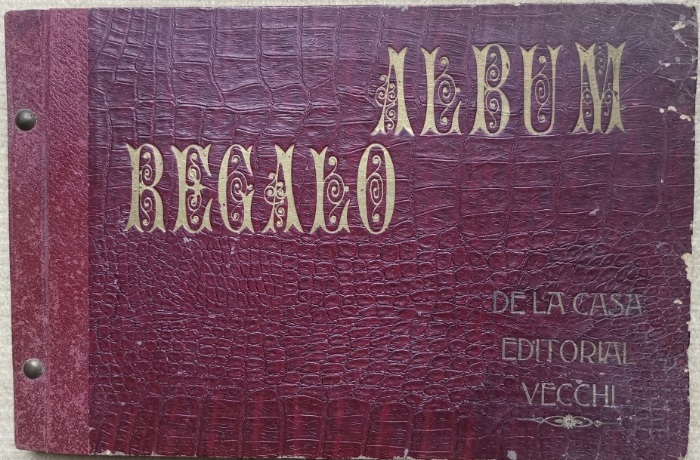 ALBUM
REGALO
DE LA CASA
EDITORIAL
VECCHI